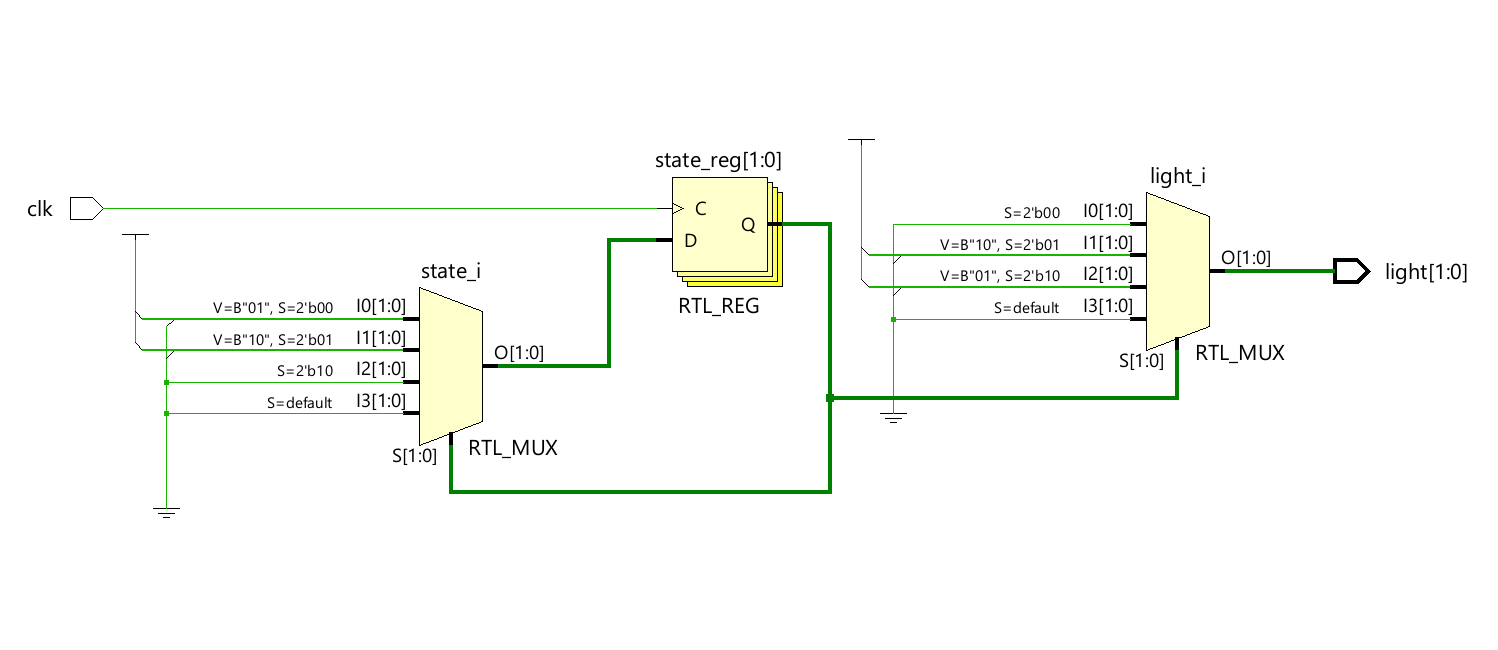 clk
state_reg[1:0]
C
D
Q
RTL_REG
state_i
V=B"01", S=2'b00 I0[1:0]
V=B"10", S=2'b01 I1[1:0]
S=2'b10 I2[1:0]
S=default I3[1:0]
O[1:0]
S[1:0]
RTL_MUX
light_i
S=2'b00 I0[1:0]
V=B"10", S=2'b01 I1[1:0]
V=B"01", S=2'b10 I2[1:0]
S=default I3[1:0]
O[1:0]
S[1:0]
RTL_MUX
light[1:0]